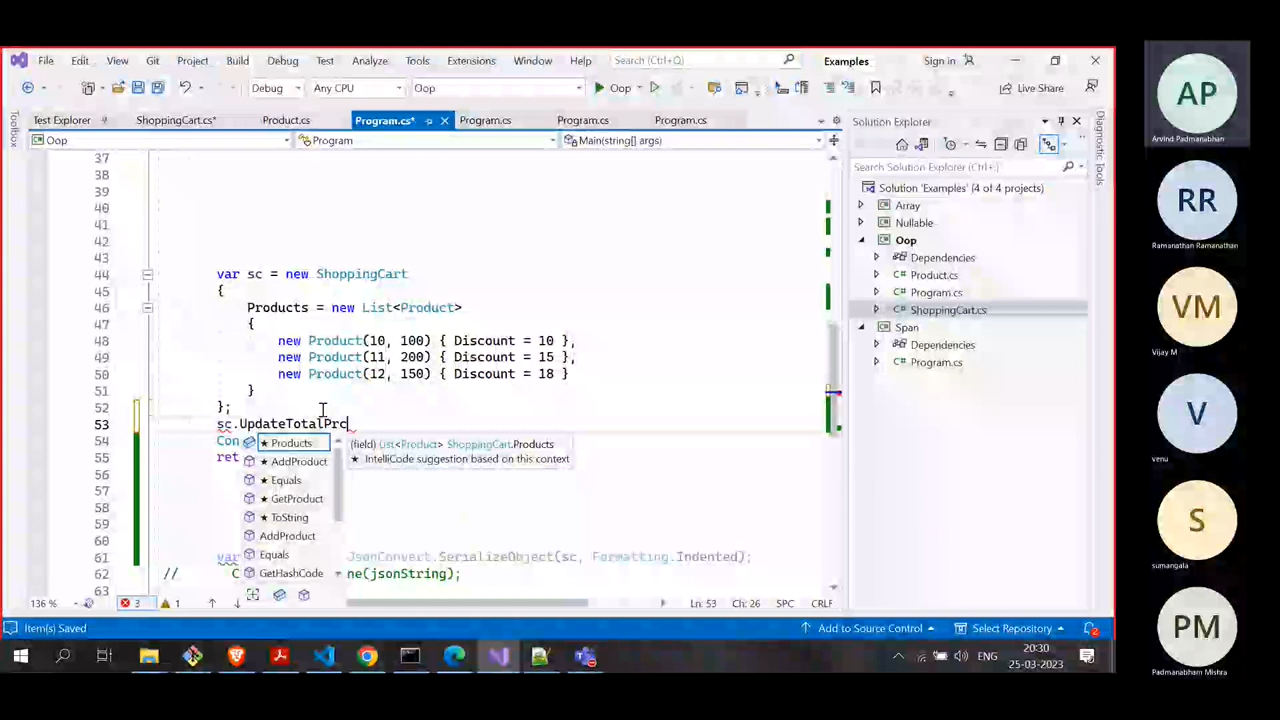 File Edit View Git Project Build Debug Test Analyze Tools Extensions Window Help Search (Ctrl+Q) Examples Sign in
Debug Any CPU Oop Oop Live Share
Test Explorer ShoppingCart.cs* Product.cs Program.cs* Program.cs Program.cs Program.cs
Oop Program Main(string[] args)
Toolbox
Diagnostic Tools
37
38
39
40
41
42
43
44 var sc = new ShoppingCart
45 {
46 Products = new List<Product>
47 {
48 new Product(10, 100) { Discount = 10 },
49 new Product(11, 200) { Discount = 15 },
50 new Product(12, 150) { Discount = 18 }
51 }
52 };
53 sc.UpdateTotalPrc
54 Con
55 ret
56
57
58
59
60
61 var JsonConvert.SerializeObject(sc, Formatting.Indented);
62 // C ne(jsonString);
63
★ Products
★ AddProduct
★ Equals
★ GetProduct
★ ToString
AddProduct
Equals
GetHashCode
(field) List<Product> ShoppingCart.Products
★ IntelliCode suggestion based on this context
136 % 3 1 Ln: 53 Ch: 26 SPC CRLF
Solution Explorer
Search Solution Explorer (Ctrl+;)
Solution 'Examples' (4 of 4 projects)
Array
Nullable
Oop
Dependencies
Product.cs
Program.cs
ShoppingCart.cs
Span
Dependencies
Program.cs
Item(s) Saved Add to Source Control Select Repository 2
ENG 20:30
25-03-2023
AP
Arvind Padmanabhan
RR
Ramanathan Ramanathan
VM
Vijay M
V
venu
S
sumangala
PM
Padmanabham Mishra